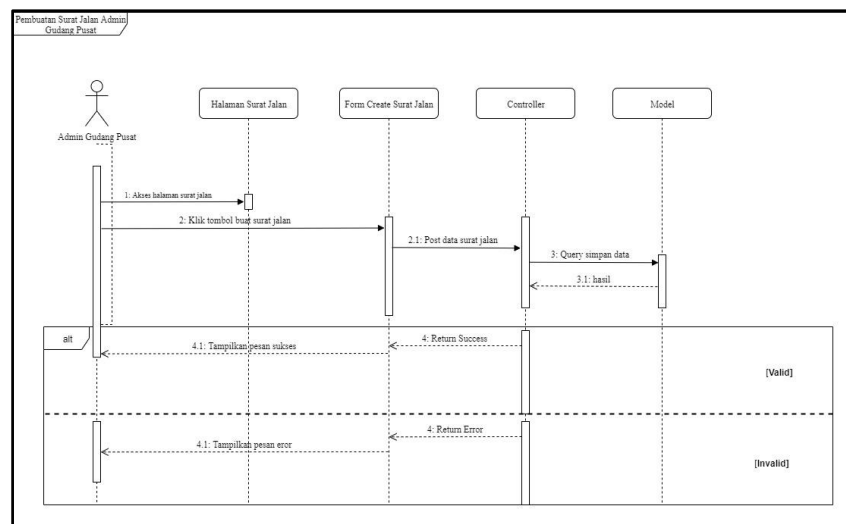 Pembuatan Surat Jalan Admin
Gudang Pusat
Halaman Surat Jalan
Form Create Surat Jalan
Controller
Model
Admin Gudang Pusat
1: Akses halaman surat jalan
2: Klik tombol buat surat jalan
2.1: Post data surat jalan
3: Query simpan data
3.1: hasil
alt
4: Return Success
4.1: Tampilkan pesan sukses
[Valid]
4: Return Error
4.1: Tampilkan pesan eror
[Invalid]